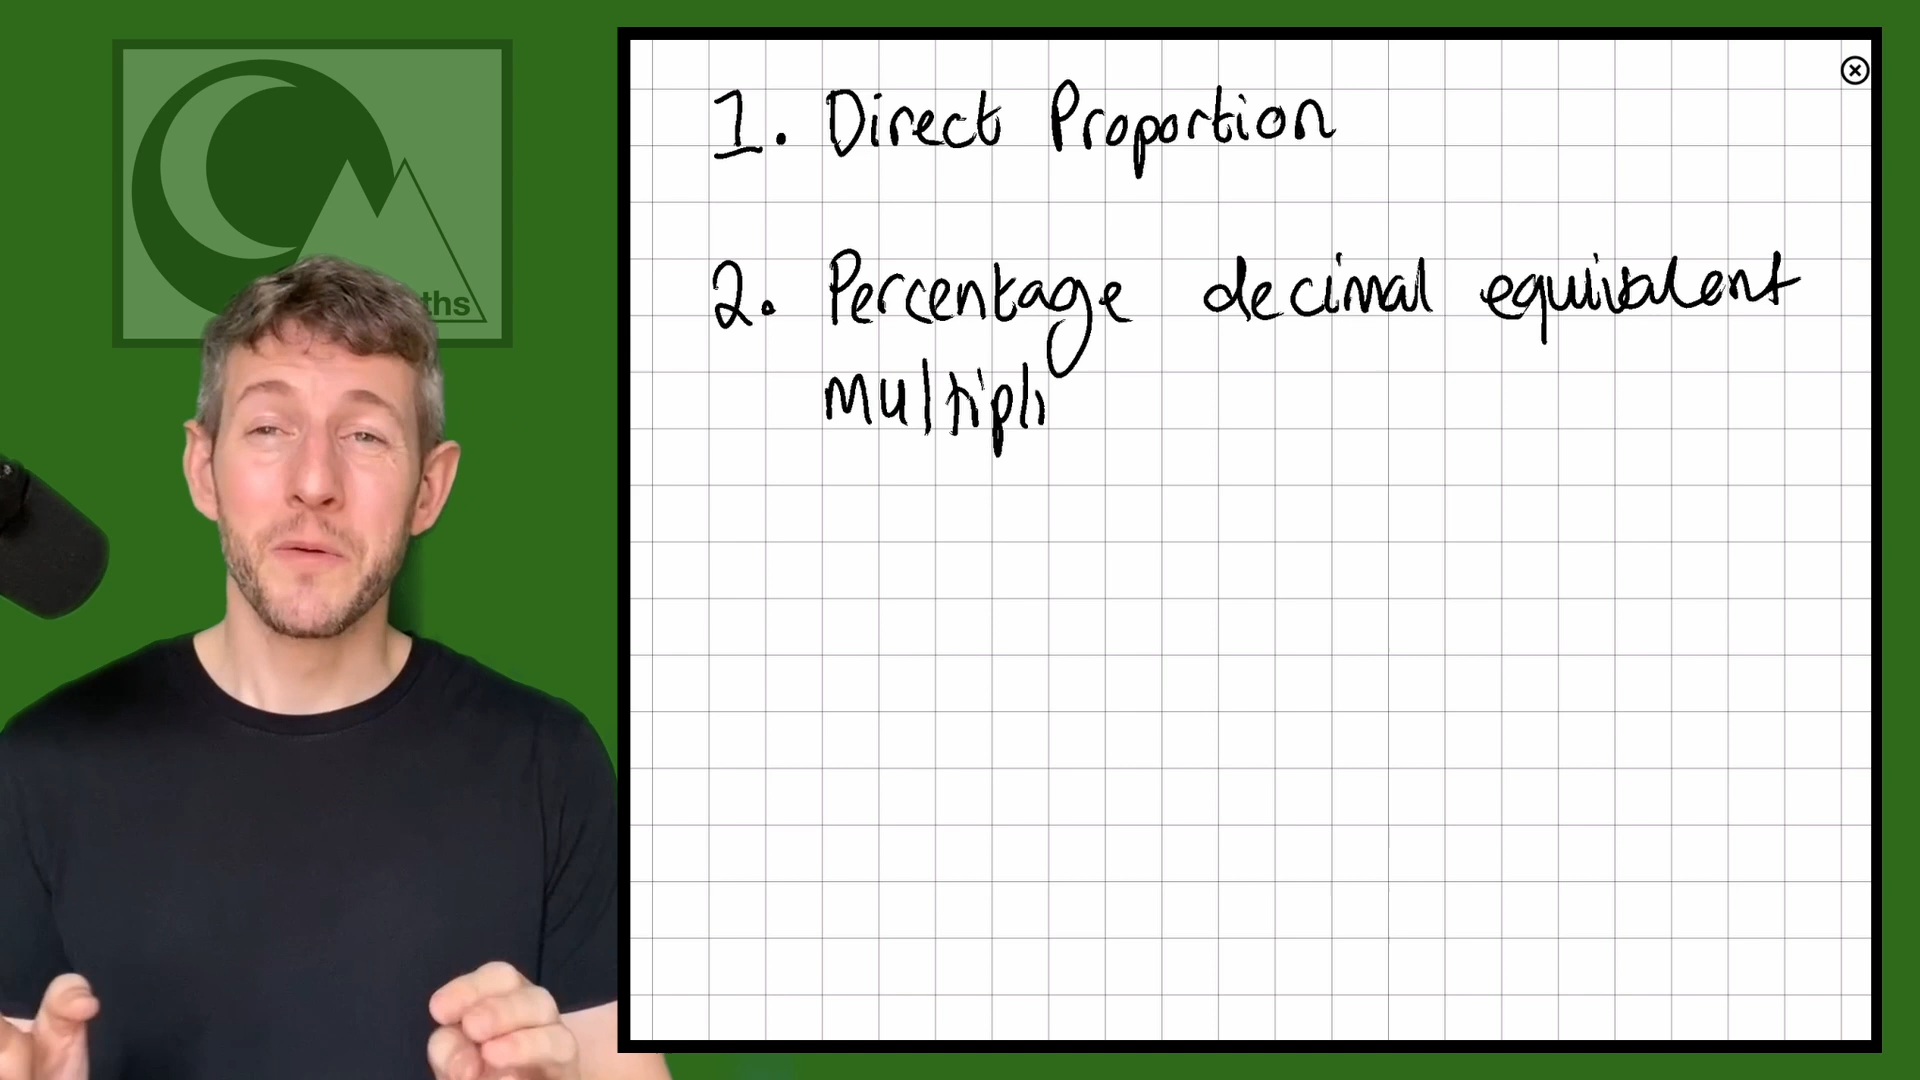 ths
1. Direct Proportion
2. Percentage decimal equivalent
multipli